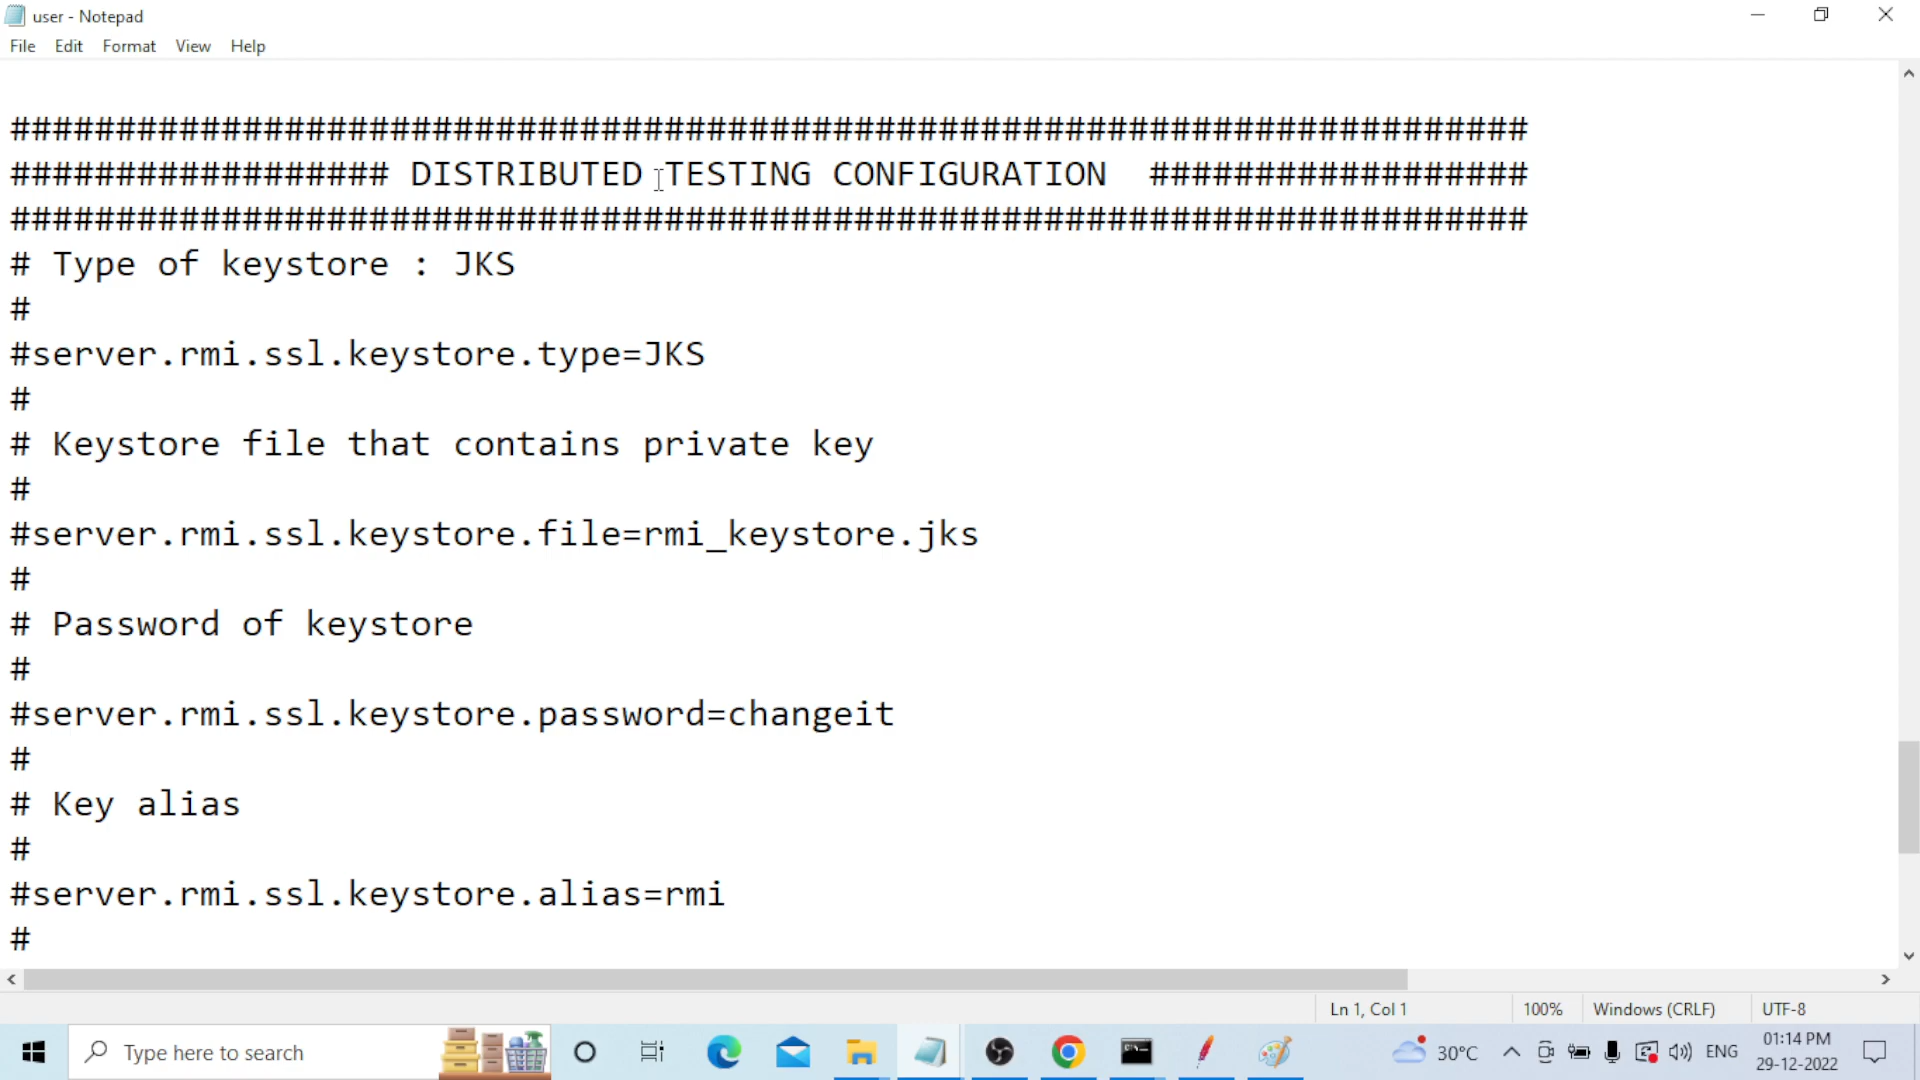 user - Notepad
File Edit Format View Help
########################################################################
################## DISTRIBUTED TESTING CONFIGURATION  ##################
########################################################################
# Type of keystore : JKS
#
#server.rmi.ssl.keystore.type=JKS
#
# Keystore file that contains private key
#
#server.rmi.ssl.keystore.file=rmi_keystore.jks
#
# Password of keystore
#
#server.rmi.ssl.keystore.password=changeit
#
# Key alias
#
#server.rmi.ssl.keystore.alias=rmi
#
Ln 1, Col 1 100% Windows (CRLF) UTF-8
Type here to search 30°C ENG 01:14 PM
29-12-2022